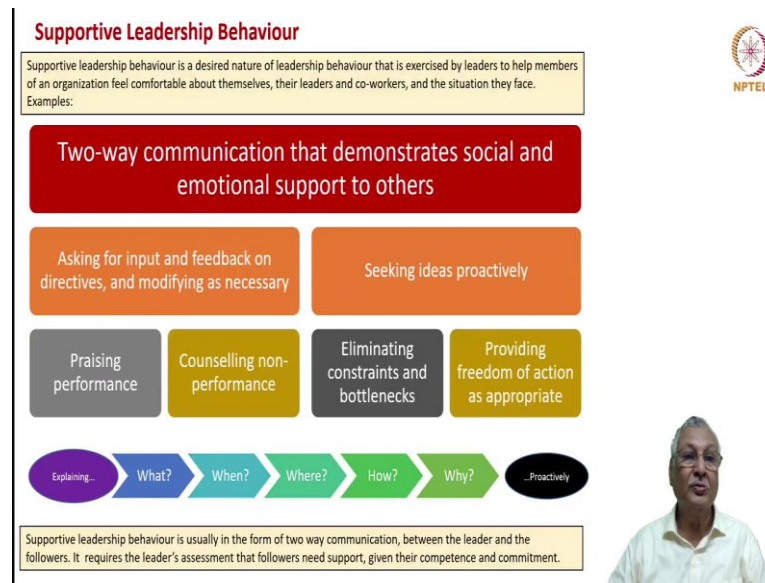 Supportive Leadership Behaviour
Supportive leadership behaviour is a desired nature of leadership behaviour that is exercised by leaders to help members
of an organization feel comfortable about themselves, their leaders and co-workers, and the situation they face.
Examples:
NPTEL
Two-way communication that demonstrates social and
emotional support to others
Asking for input and feedback on
directives, and modifying as necessary
Seeking ideas proactively
Praising
performance
Counselling non-
performance
Eliminating
constraints and
bottlenecks
Providing
freedom of action
as appropriate
Explaining...
What?
When?
Where?
How?
Why?
...Proactively
Supportive leadership behaviour is usually in the form of two way communication, between the leader and the
followers. It requires the leader's assessment that followers need support, given their competence and commitment.